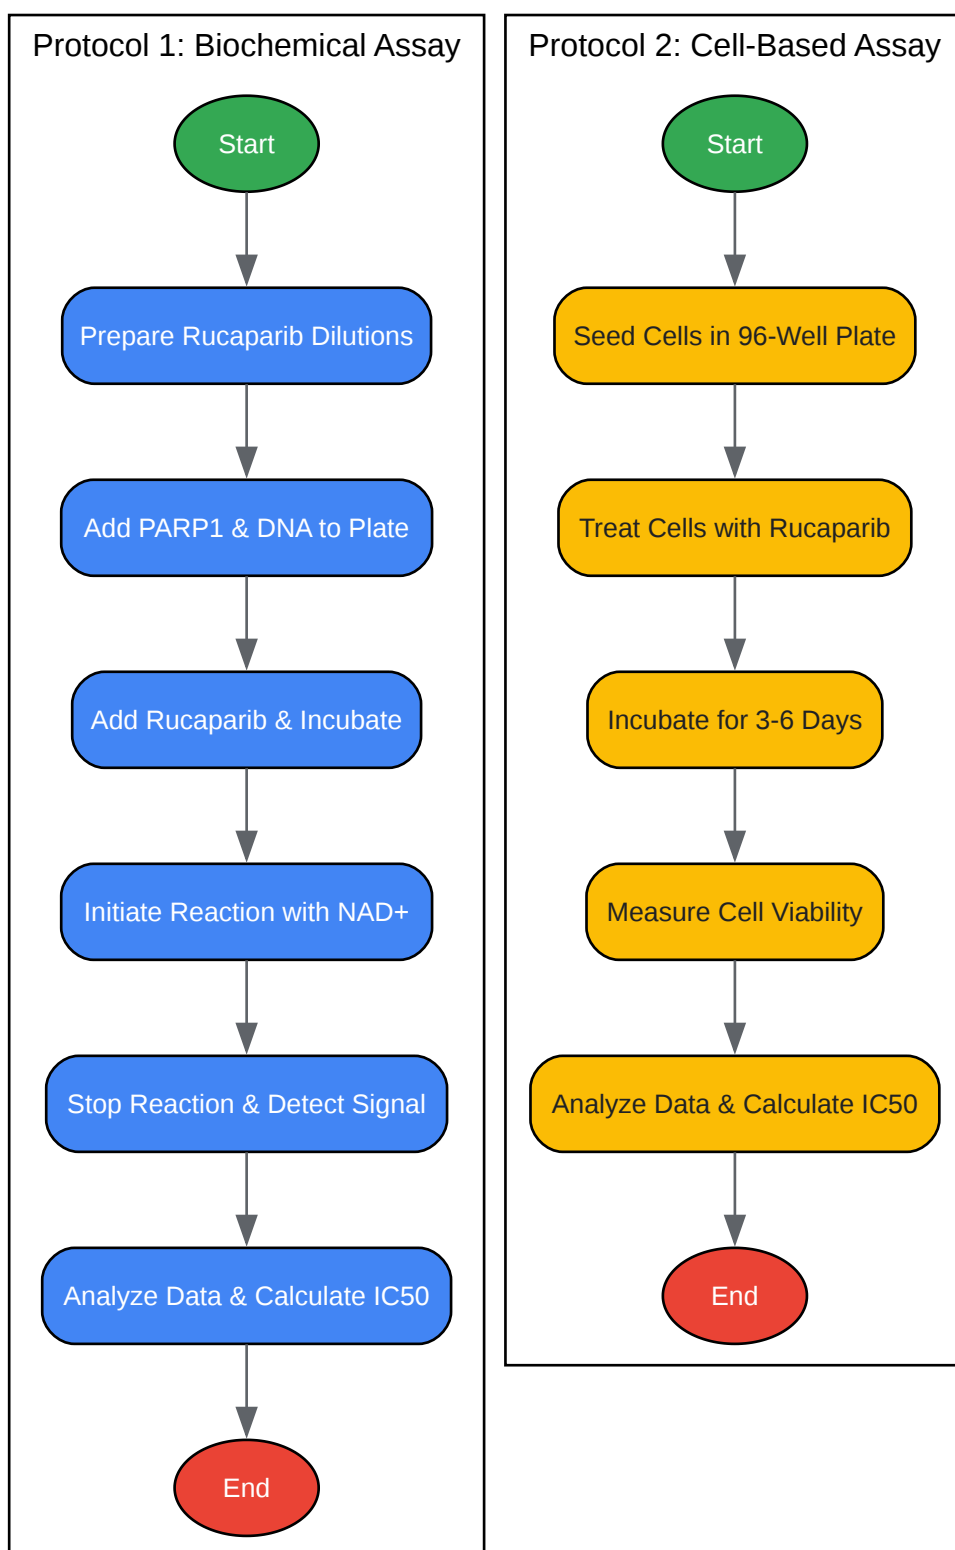 Protocol 1: Biochemical Assay
Start
Prepare Rucaparib Dilutions
Add PARP1 & DNA to Plate
Add Rucaparib & Incubate
Initiate Reaction with NAD+
Stop Reaction & Detect Signal
Analyze Data & Calculate IC50
End
Protocol 2: Cell-Based Assay
Start
Seed Cells in 96-Well Plate
Treat Cells with Rucaparib
Incubate for 3-6 Days
Measure Cell Viability
Analyze Data & Calculate IC50
End